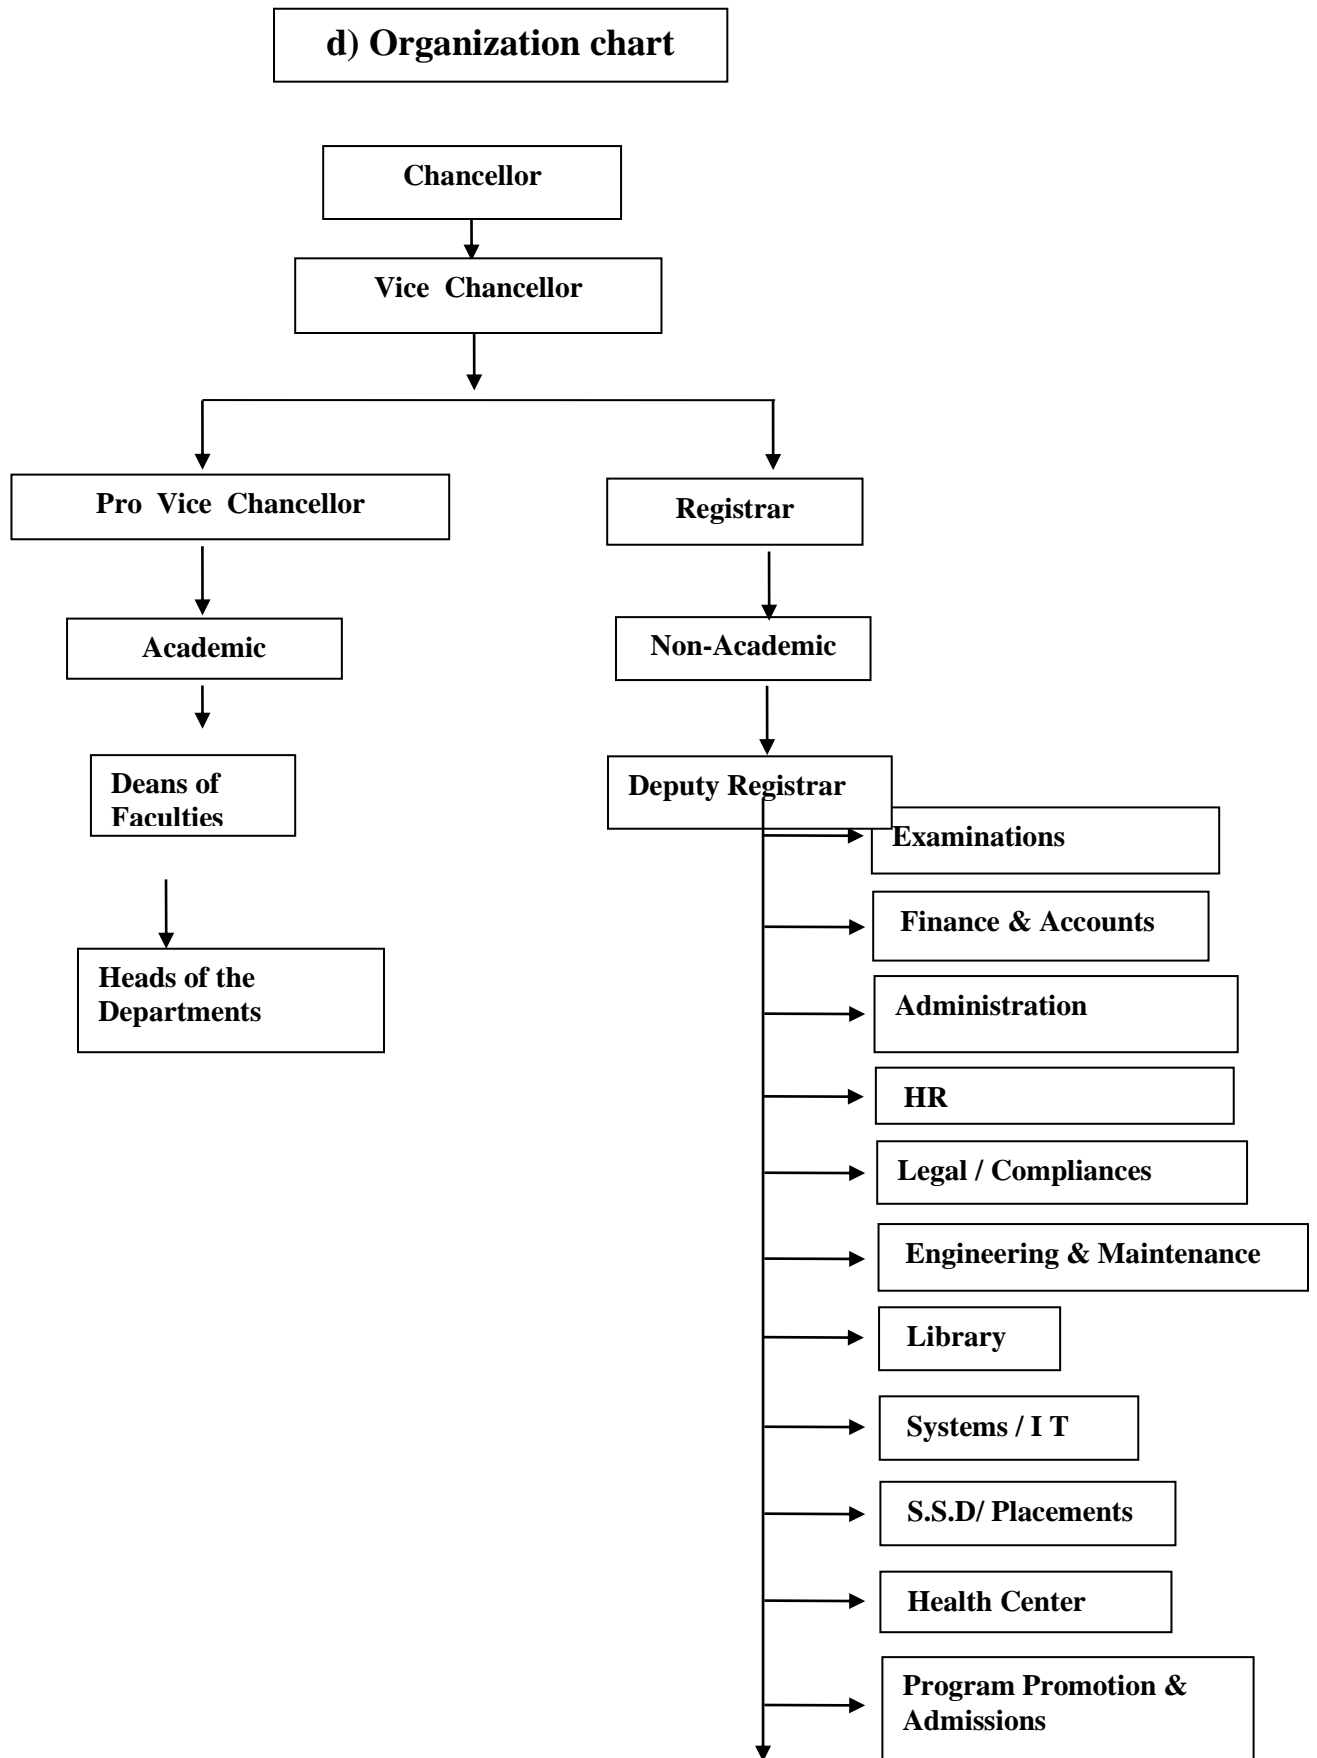 d) Organization chart
Chancellor
Vice Chancellor
Pro Vice Chancellor
Registrar
Academic
Non-Academic
Deans of
Faculties
Deputy Registrar
Examinations
Finance & Accounts
Heads of the
Departments
Administration
HR
Legal / Compliances
Engineering & Maintenance
Library
Systems / I T
S.S.D/ Placements
Health Center
Program Promotion &
Admissions